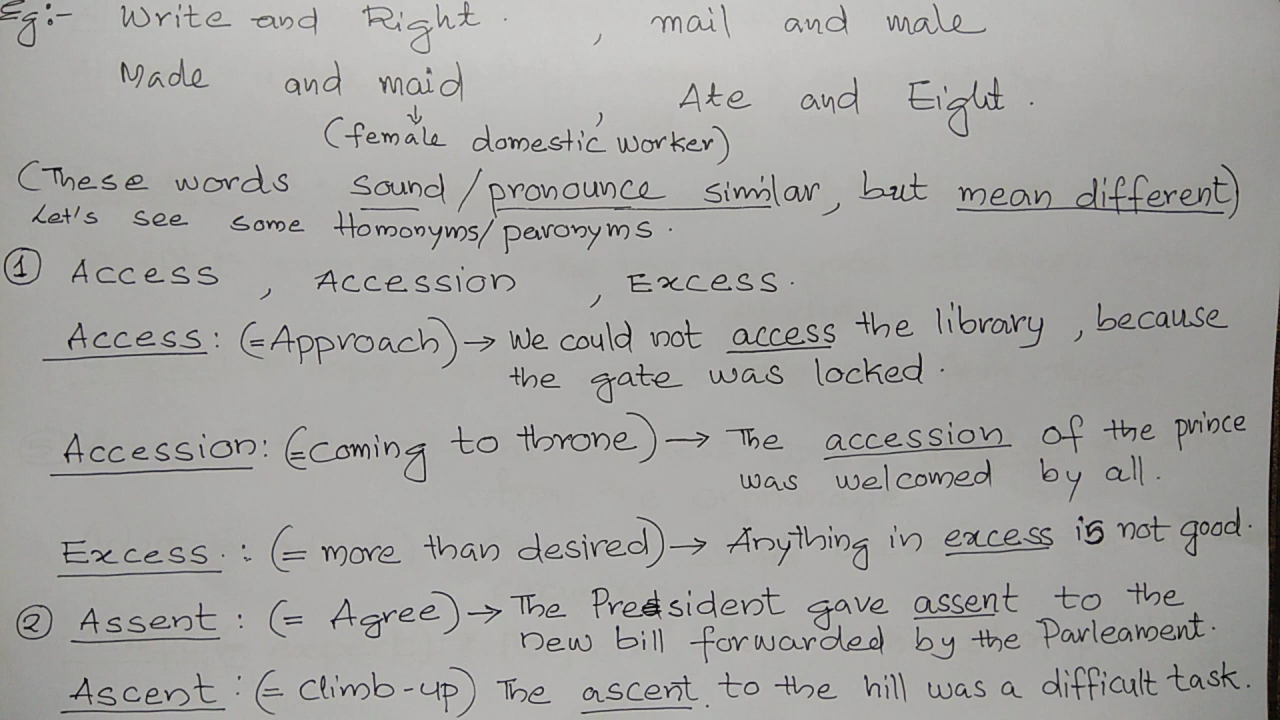 Eg:- Write and Right. , mail and male
Made and maid , Ate and Eight.
(female domestic worker)
(These words sound/pronounce similar, but mean different)
Let's see some Homonyms/paronyms.
① Access, Accession, Excess.
Access: (=Approach) → We could not access the library, because
the gate was locked.
Accession: (=coming to throne) → The accession of the prince
was welcomed by all.
Excess.: (= more than desired) → Anything in excess is not good.
② Assent: (= Agree) → The President gave assent to the
new bill forwarded by the Parleament.
Ascent: (= climb-up) The ascent to the hill was a difficult task.